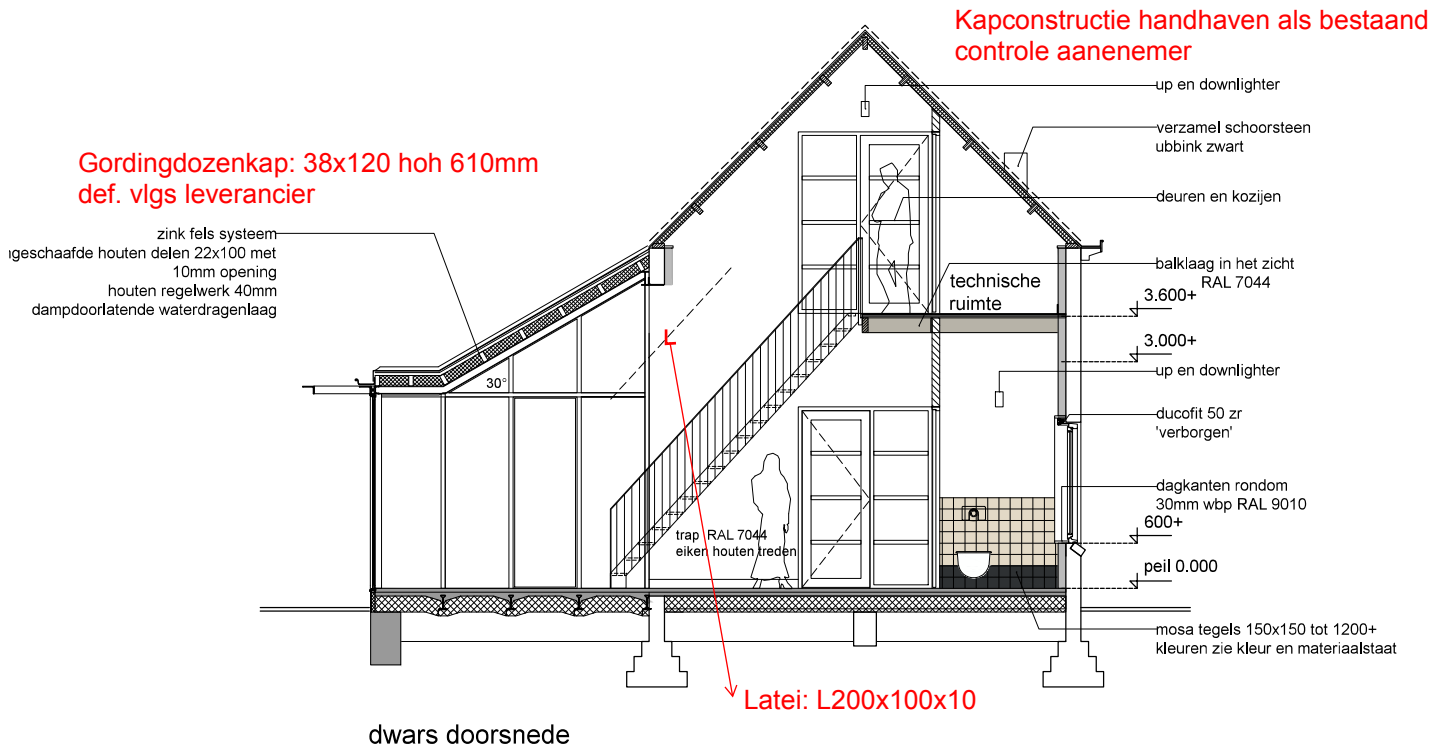 Kapconstructie handhaven als bestaand
controle aanenemer
up en downlighter
verzamel schoorsteen
ubbink zwart
Gordingdozenkap: 38x120 hoh 610mm
def. vlgs leverancier
deuren en kozijen
zink fels systeem
ngeschaafde houten delen 22x100 met
10mm opening
houten regelwerk 40mm
dampdoorlatende waterdragenlaag
balklaag in het zicht
RAL 7044
technische
ruimte
3.600+
L
3.000+
30°
up en downlighter
ducofit 50 zr
'verborgen'
dagkanten rondom
30mm wbp RAL 9010
trap RAL 7044
eiken houten treden
600+
peil 0.000
mosa tegels 150x150 tot 1200+
kleuren zie kleur en materiaalstaat
Latei: L200x100x10
dwars doorsnede